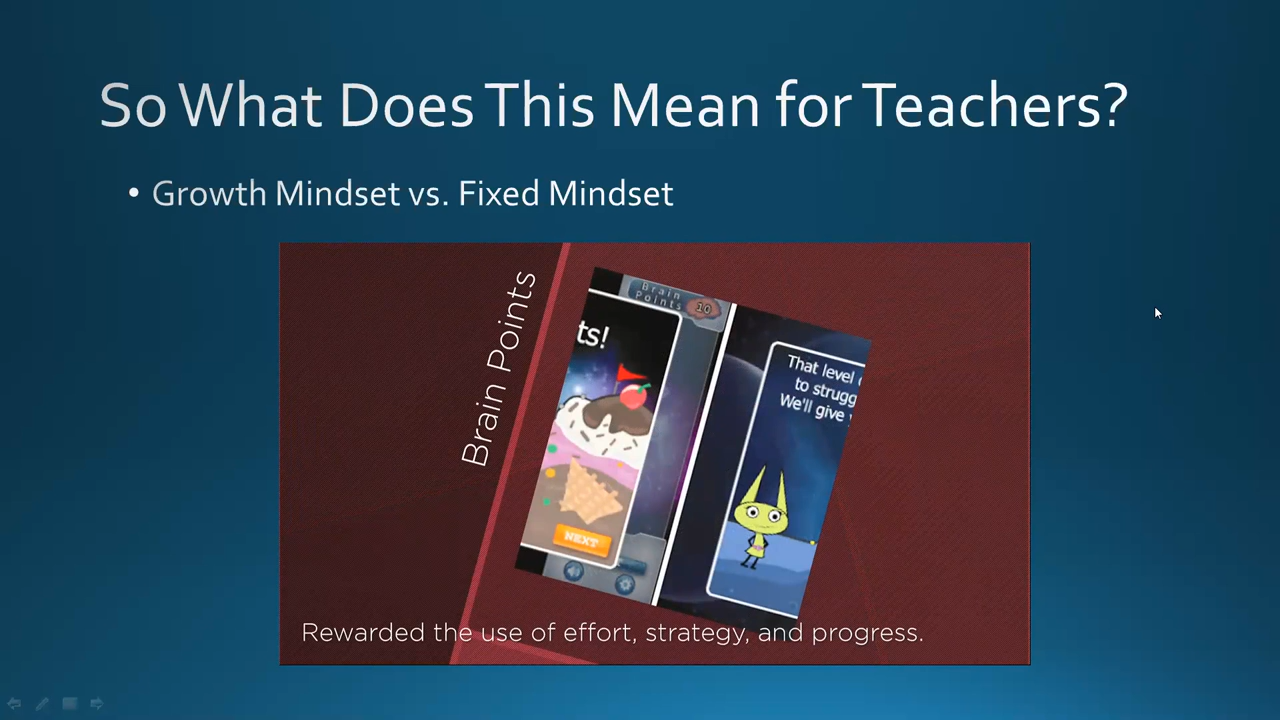 So What Does This Mean for Teachers?
• Growth Mindset vs. Fixed Mindset
Brain Points
Brain
Points
10
ts!
NEXT
That level
to strugg
We'll give
Rewarded the use of effort, strategy, and progress.